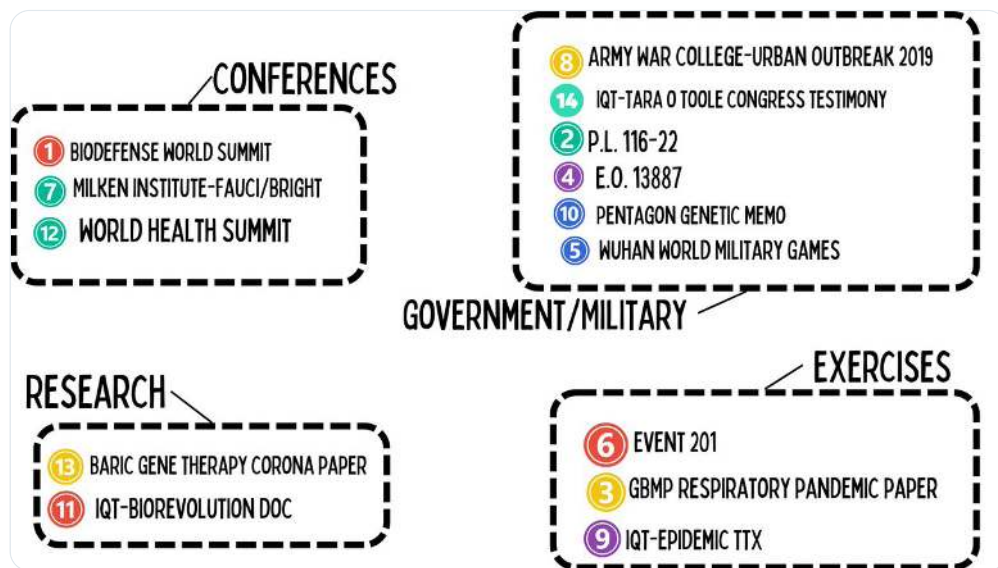 CONFERENCES
1 BIODEFENSE WORLD SUMMIT
7 MILKEN INSTITUTE-FAUCI/BRIGHT
12 WORLD HEALTH SUMMIT
8 ARMY WAR COLLEGE-URBAN OUTBREAK 2019
14 IQT-TARA O TOOLE CONGRESS TESTIMONY
2 P.L. 116-22
4 E.O. 13887
10 PENTAGON GENETIC MEMO
5 WUHAN WORLD MILITARY GAMES
GOVERNMENT/MILITARY
RESEARCH
13 BARIC GENE THERAPY CORONA PAPER
11 IQT-BIOREVOLUTION DOC
EXERCISES
6 EVENT 201
3 GBMP RESPIRATORY PANDEMIC PAPER
9 IQT-EPIDEMIC TTX